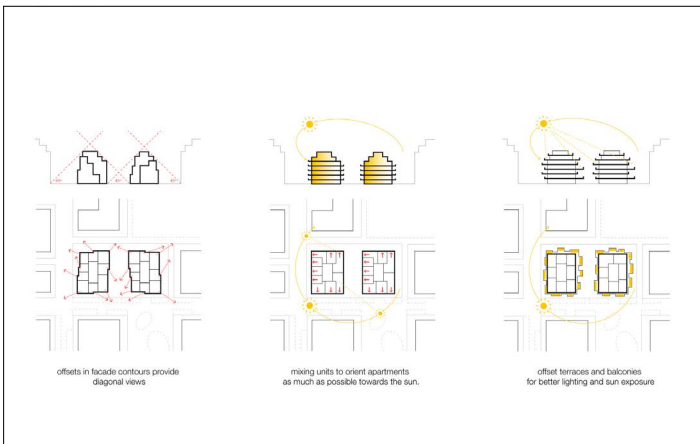 offsets in facade contours provide
diagonal views
mixing units to orient apartments
as much as possible towards the sun.
offset terraces and balconies
for better lighting and sun exposure